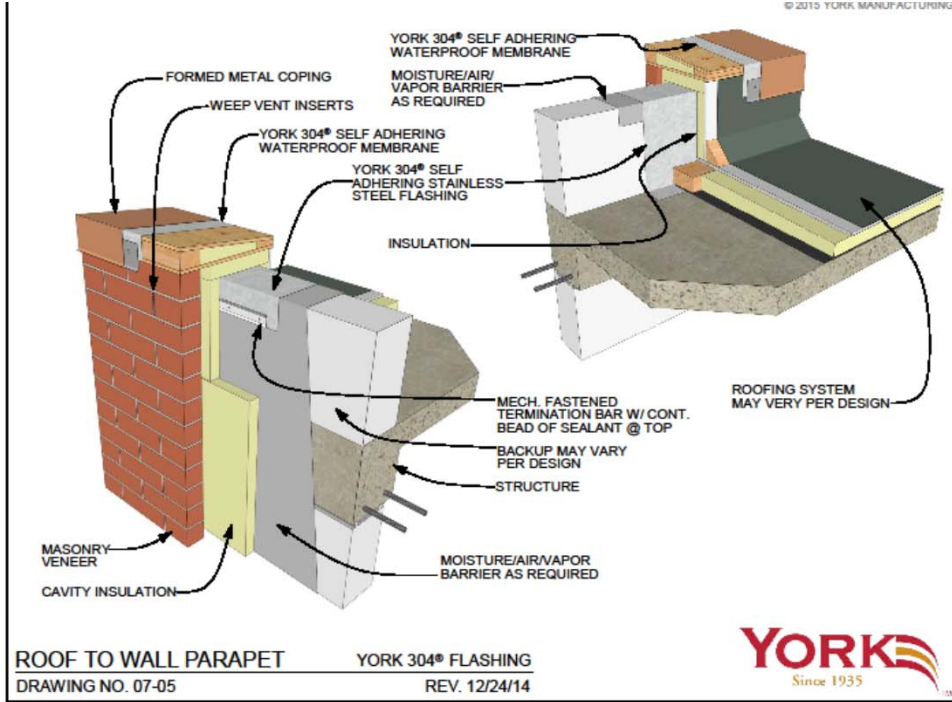 © 2015 YORK MANUFACTURING
YORK 304® SELF ADHERING
WATERPROOF MEMBRANE
MOISTURE/AIR/
VAPOR BARRIER
AS REQUIRED
FORMED METAL COPING
WEEP VENT INSERTS
YORK 304® SELF ADHERING
WATERPROOF MEMBRANE
YORK 304® SELF
ADHERING STAINLESS
STEEL FLASHING
INSULATION
ROOFING SYSTEM
MAY VERY PER DESIGN
MECH. FASTENED
TERMINATION BAR W/ CONT.
BEAD OF SEALANT @ TOP
BACKUP MAY VARY
PER DESIGN
STRUCTURE
MASONRY
VENEER
CAVITY INSULATION
MOISTURE/AIR/VAPOR
BARRIER AS REQUIRED
ROOF TO WALL PARAPET
YORK 304® FLASHING
DRAWING NO. 07-05
REV. 12/24/14
YORK
Since 1935